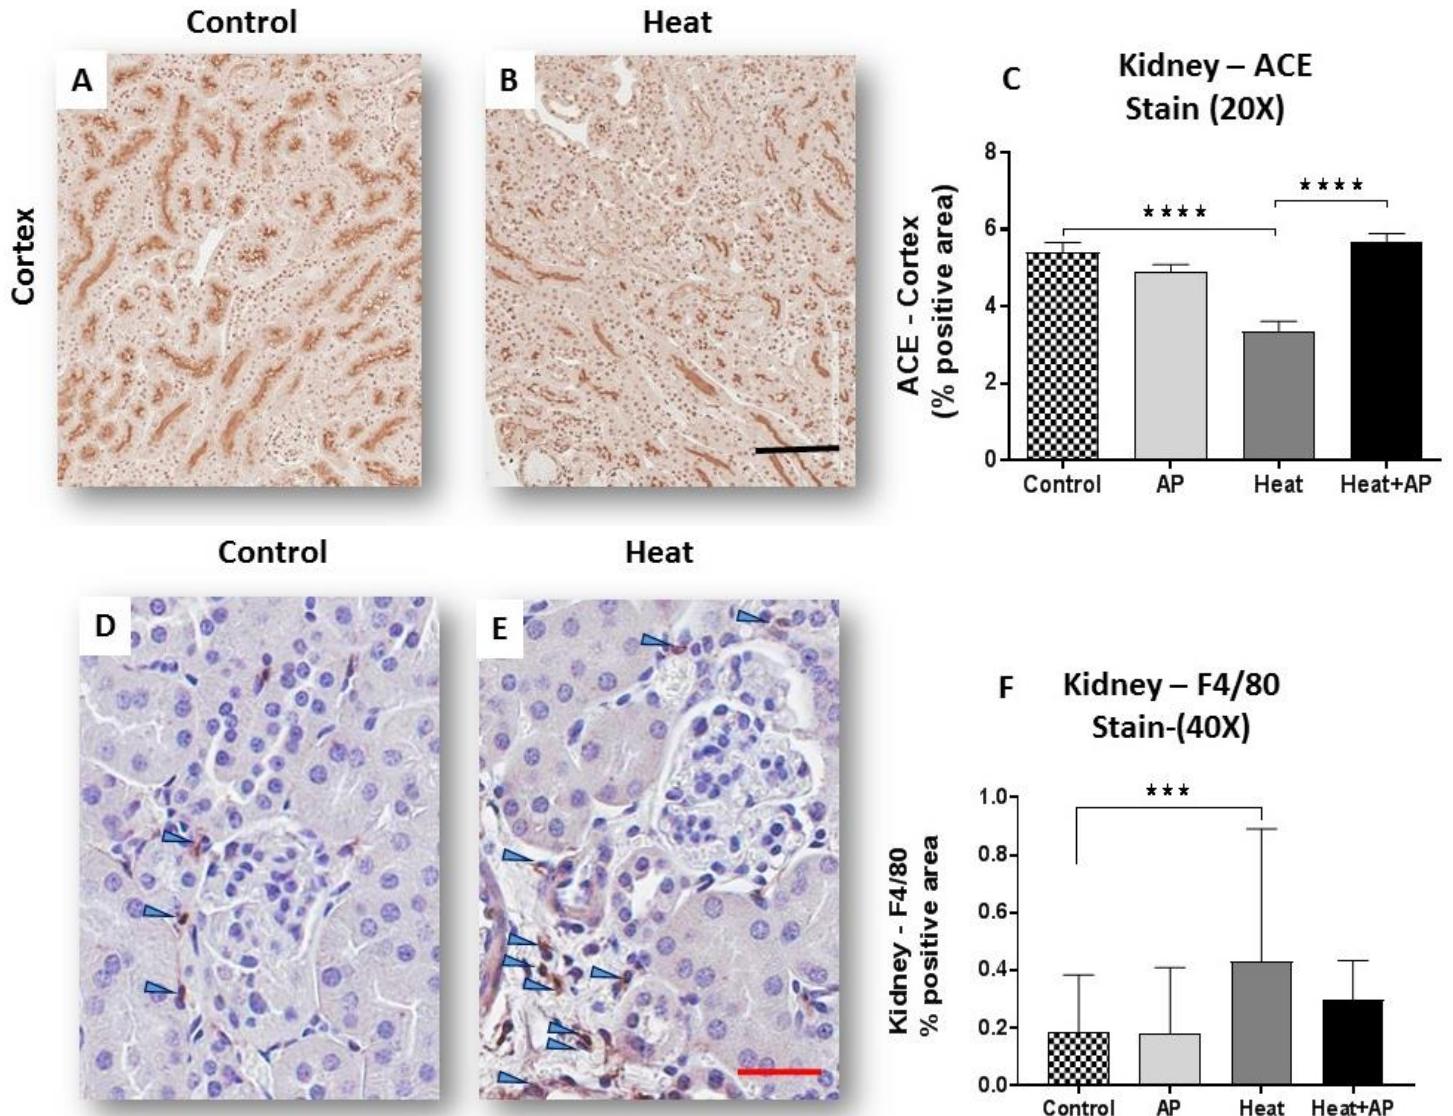 Control
Heat
A
B
Cortex
C
Kidney – ACE
Stain (20X)
ACE - Cortex
(% positive area)
8
6
4
2
0
****
****
Control
AP
Heat
Heat+AP
Control
Heat
D
E
F
Kidney – F4/80
Stain-(40X)
Kidney - F4/80
% positive area
1.0
0.8
0.6
0.4
0.2
0.0
***
Control
AP
Heat
Heat+AP